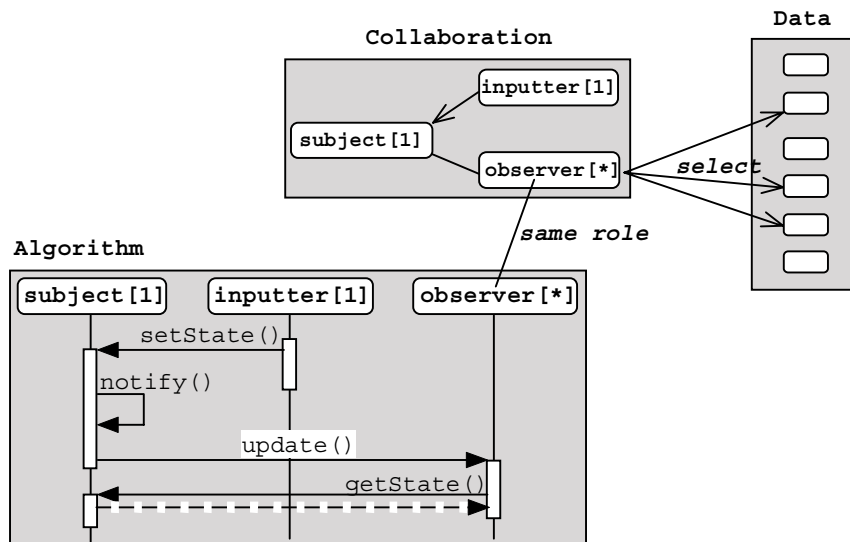 Data
Collaboration
inputter[1]
subject[1]
observer[*]
select
same role
Algorithm
subject[1] inputter[1] observer[*]
setState()
notify()
update()
getState()